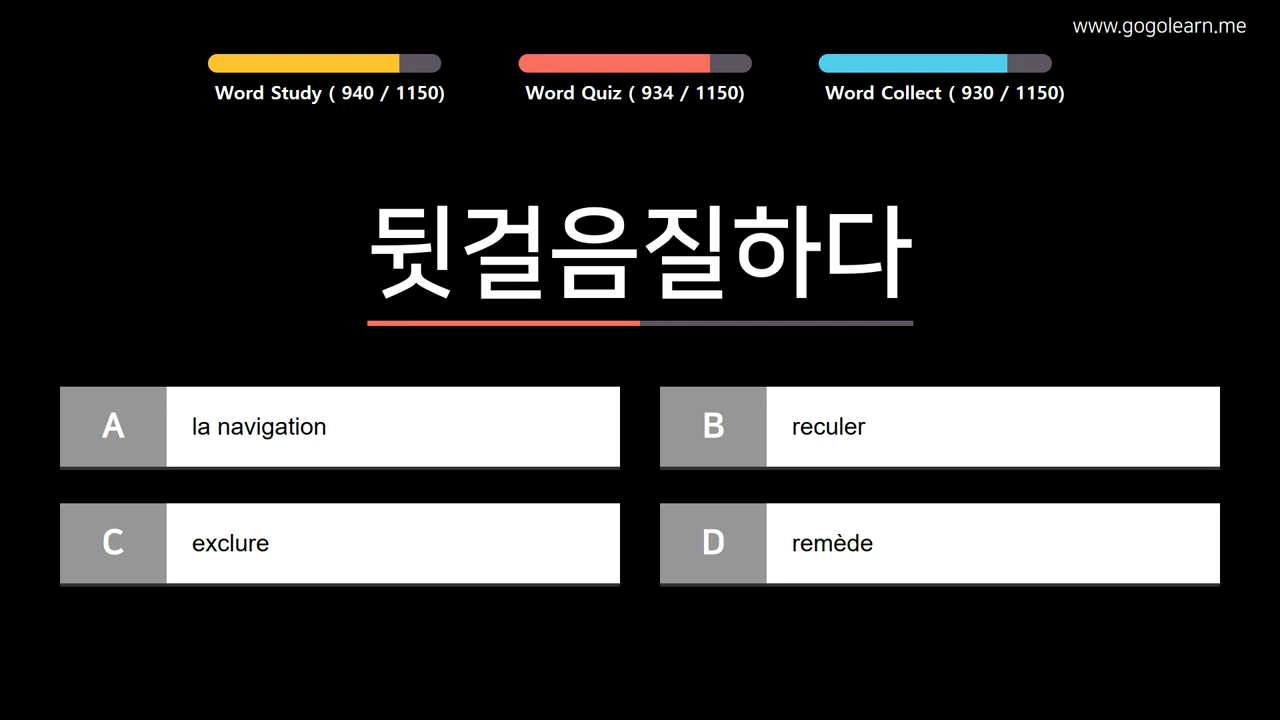 www.gogolearn.me
Word Study ( 940 / 1150)
Word Quiz ( 934 / 1150)
Word Collect ( 930 / 1150)
뒷걸음질하다
A la navigation
B reculer
C exclure
D remède